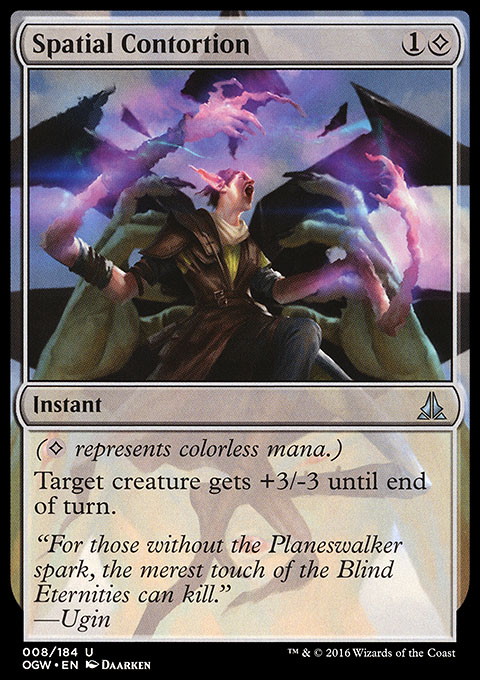 Spatial Contortion 1
Instant
(◇ represents colorless mana.)
Target creature gets +3/-3 until end
of turn.
“For those without the Planeswalker
spark, the merest touch of the Blind
Eternities can kill.”
—Ugin
008/184 U
OGW • EN Daarken
™ & © 2016 Wizards of the Coast